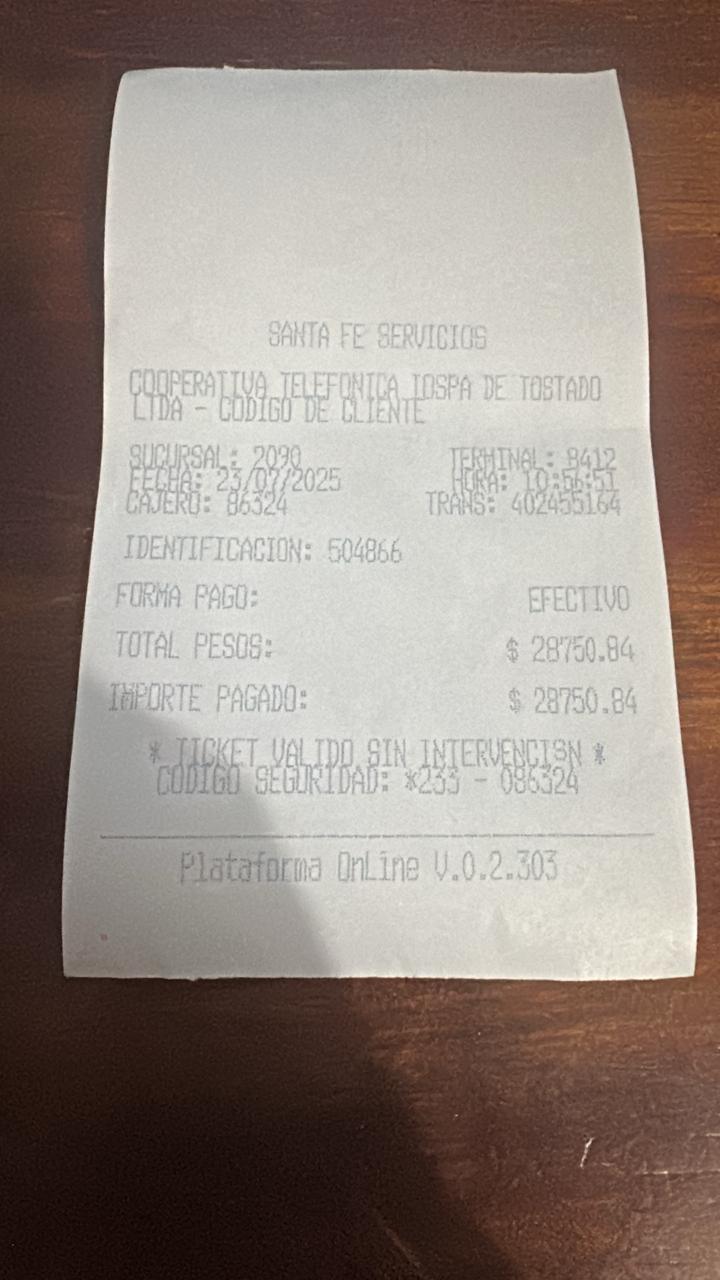 SANTA FE SERVICIOS
COOPERATIVA TELEFONICA IOSPA DE TOSTADO
LTDA - CODIGO DE CLIENTE
SUCURSAL: 2090 TERMINAL: B412
FECHA: 23/07/2025 HORA: 10:56:51
CAJERO: 86324 TRANS: 402455164
IDENTIFICACION: 504866
FORMA PAGO: EFECTIVO
TOTAL PESOS: $ 28750.84
IMPORTE PAGADO: $ 28750.84
* TICKET VALIDO SIN INTERVENCISN *
CODIGO SEGURIDAD: *233 - 086324
Plataforma OnLine V.0.2.303